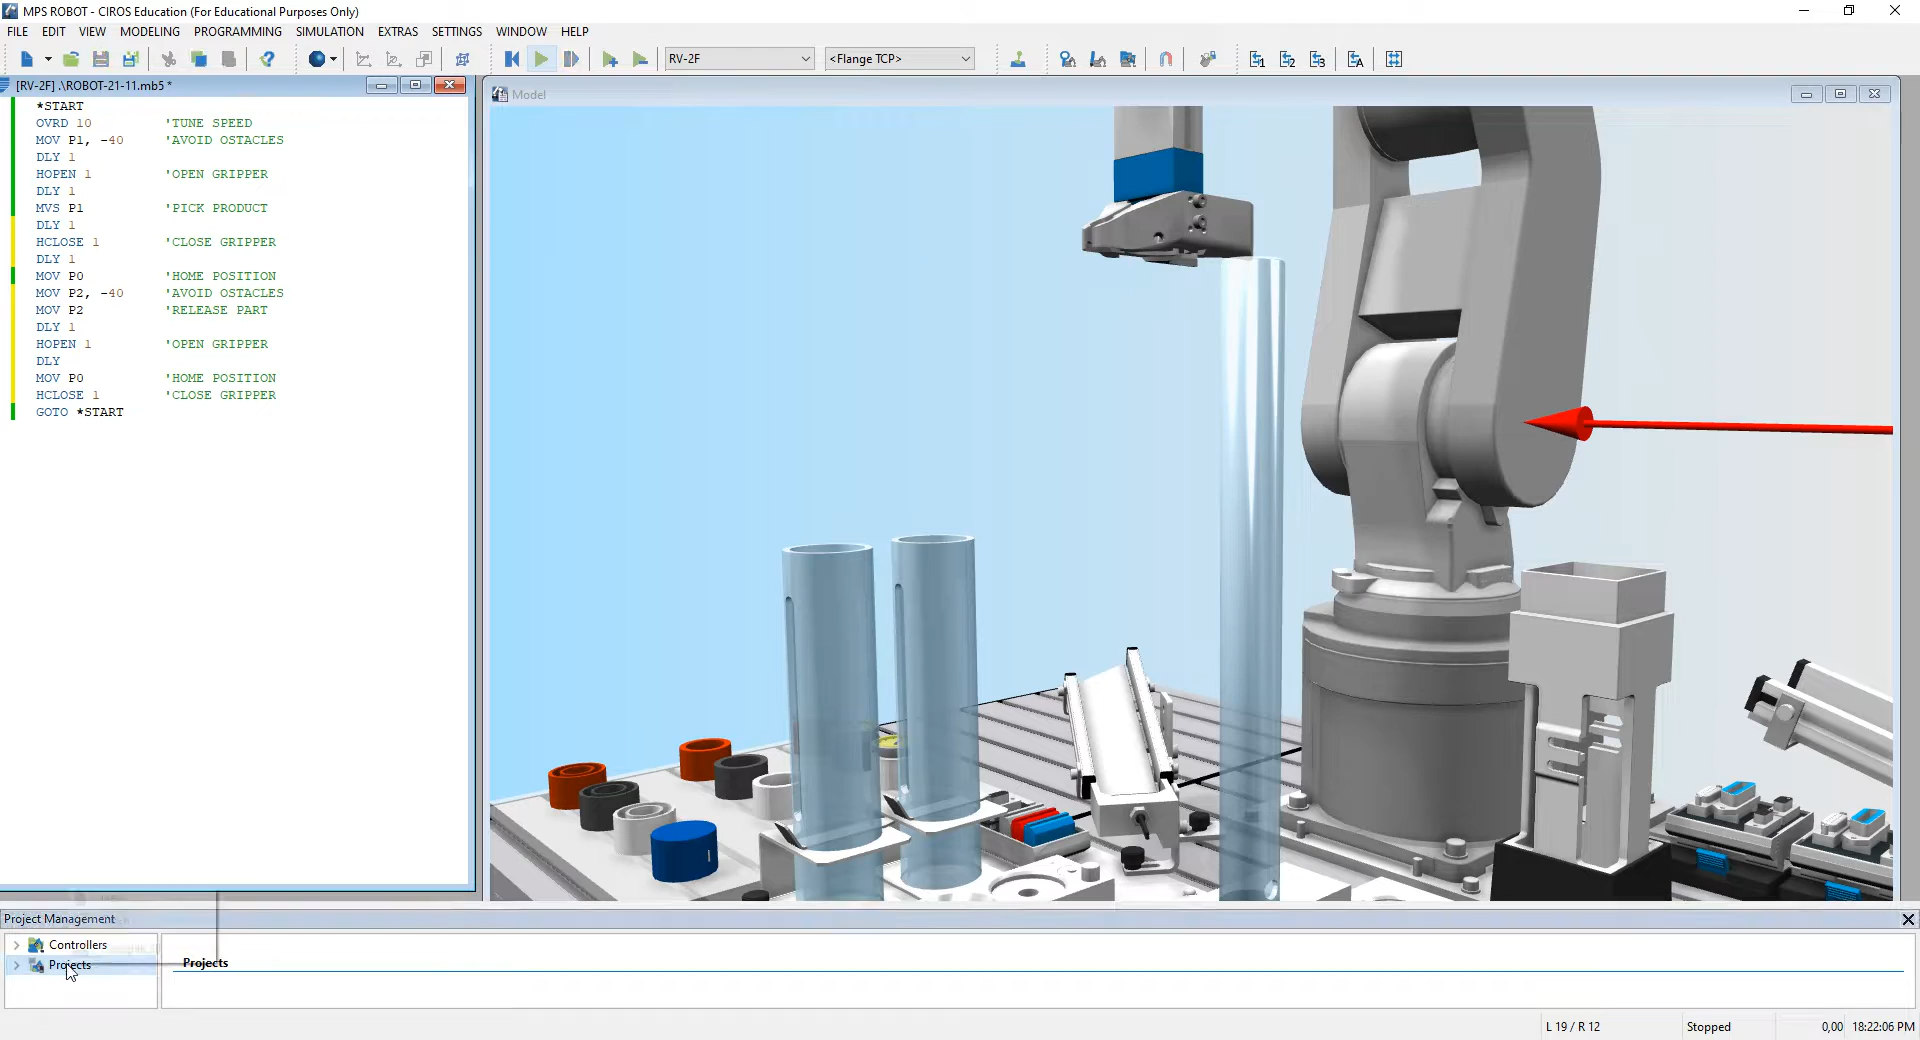 MPS ROBOT - CIROS Education (For Educational Purposes Only)
FILE EDIT VIEW MODELING PROGRAMMING SIMULATION EXTRAS SETTINGS WINDOW HELP
RV-2F <Flange TCP> 1 2 3 A
[RV-2F] .\ROBOT-21-11.mb5 *
Model
*START
OVRD 10 'TUNE SPEED
MOV P1, -40 'AVOID OSTACLES
DLY 1
HOPEN 1 'OPEN GRIPPER
DLY 1
MVS P1 'PICK PRODUCT
DLY 1
HCLOSE 1 'CLOSE GRIPPER
DLY 1
MOV P0 'HOME POSITION
MOV P2, -40 'AVOID OSTACLES
MOV P2 'RELEASE PART
DLY 1
HOPEN 1 'OPEN GRIPPER
DLY
MOV P0 'HOME POSITION
HCLOSE 1 'CLOSE GRIPPER
GOTO *START
Project Management
Controllers
Projects
Projects
L 19 / R 12 Stopped 0,00 18:22:06 PM